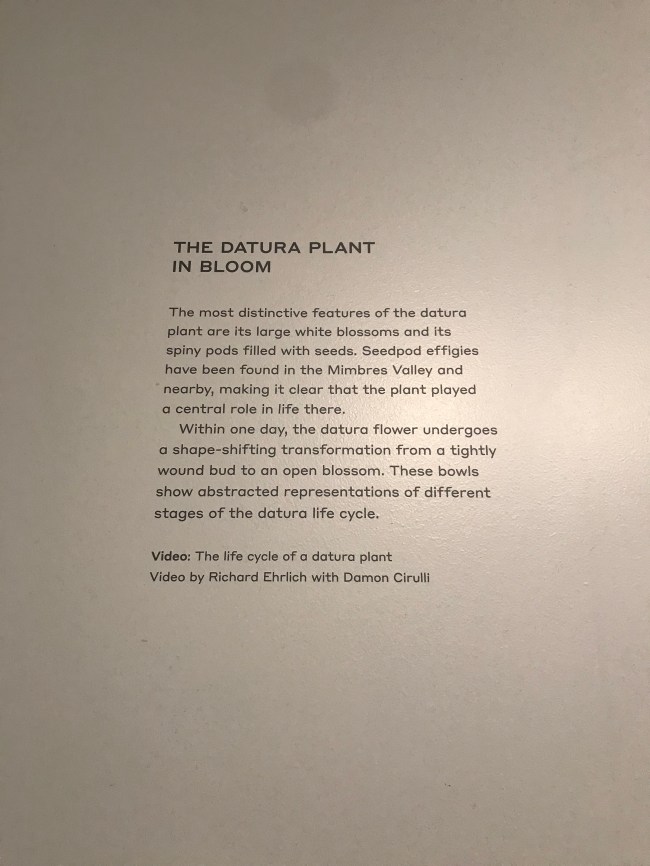 THE DATURA PLANT
IN BLOOM
The most distinctive features of the datura
plant are its large white blossoms and its
spiny pods filled with seeds. Seedpod effigies
have been found in the Mimbres Valley and
nearby, making it clear that the plant played
a central role in life there.
Within one day, the datura flower undergoes
a shape-shifting transformation from a tightly
wound bud to an open blossom. These bowls
show abstracted representations of different
stages of the datura life cycle.
Video: The life cycle of a datura plant
Video by Richard Ehrlich with Damon Cirulli